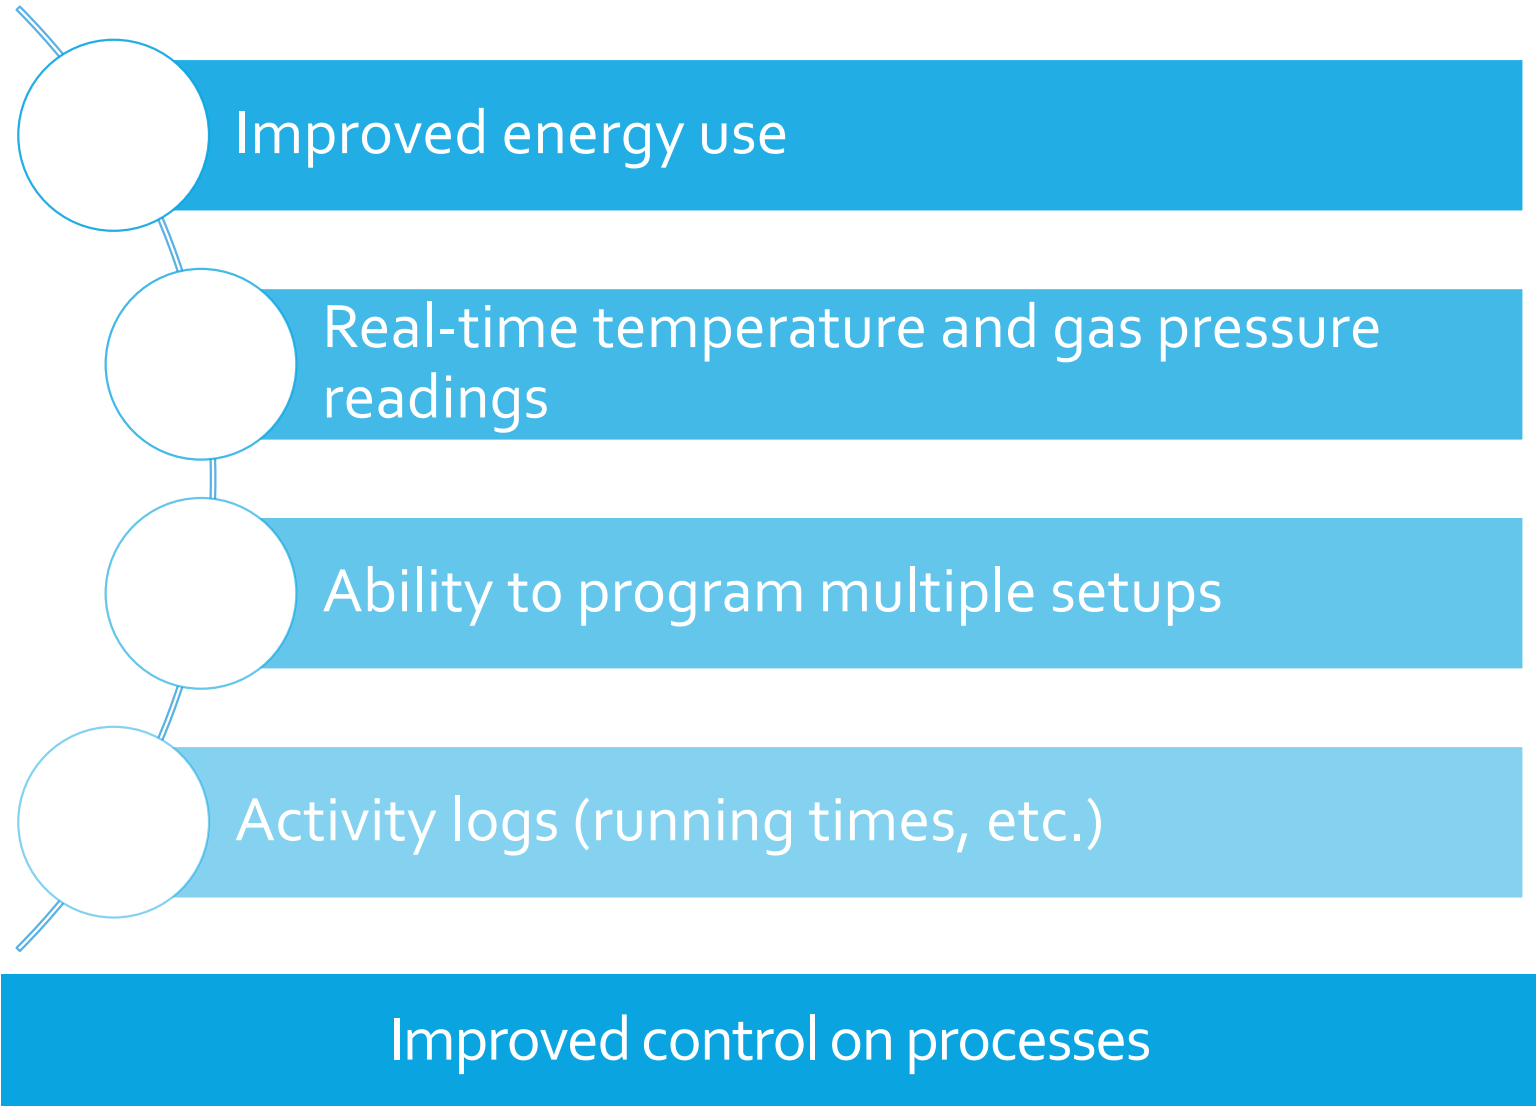 Improved energy use
Real-time temperature and gas pressure
readings
Ability to program multiple setups
Activity logs (running times, etc.)
Improved control on processes